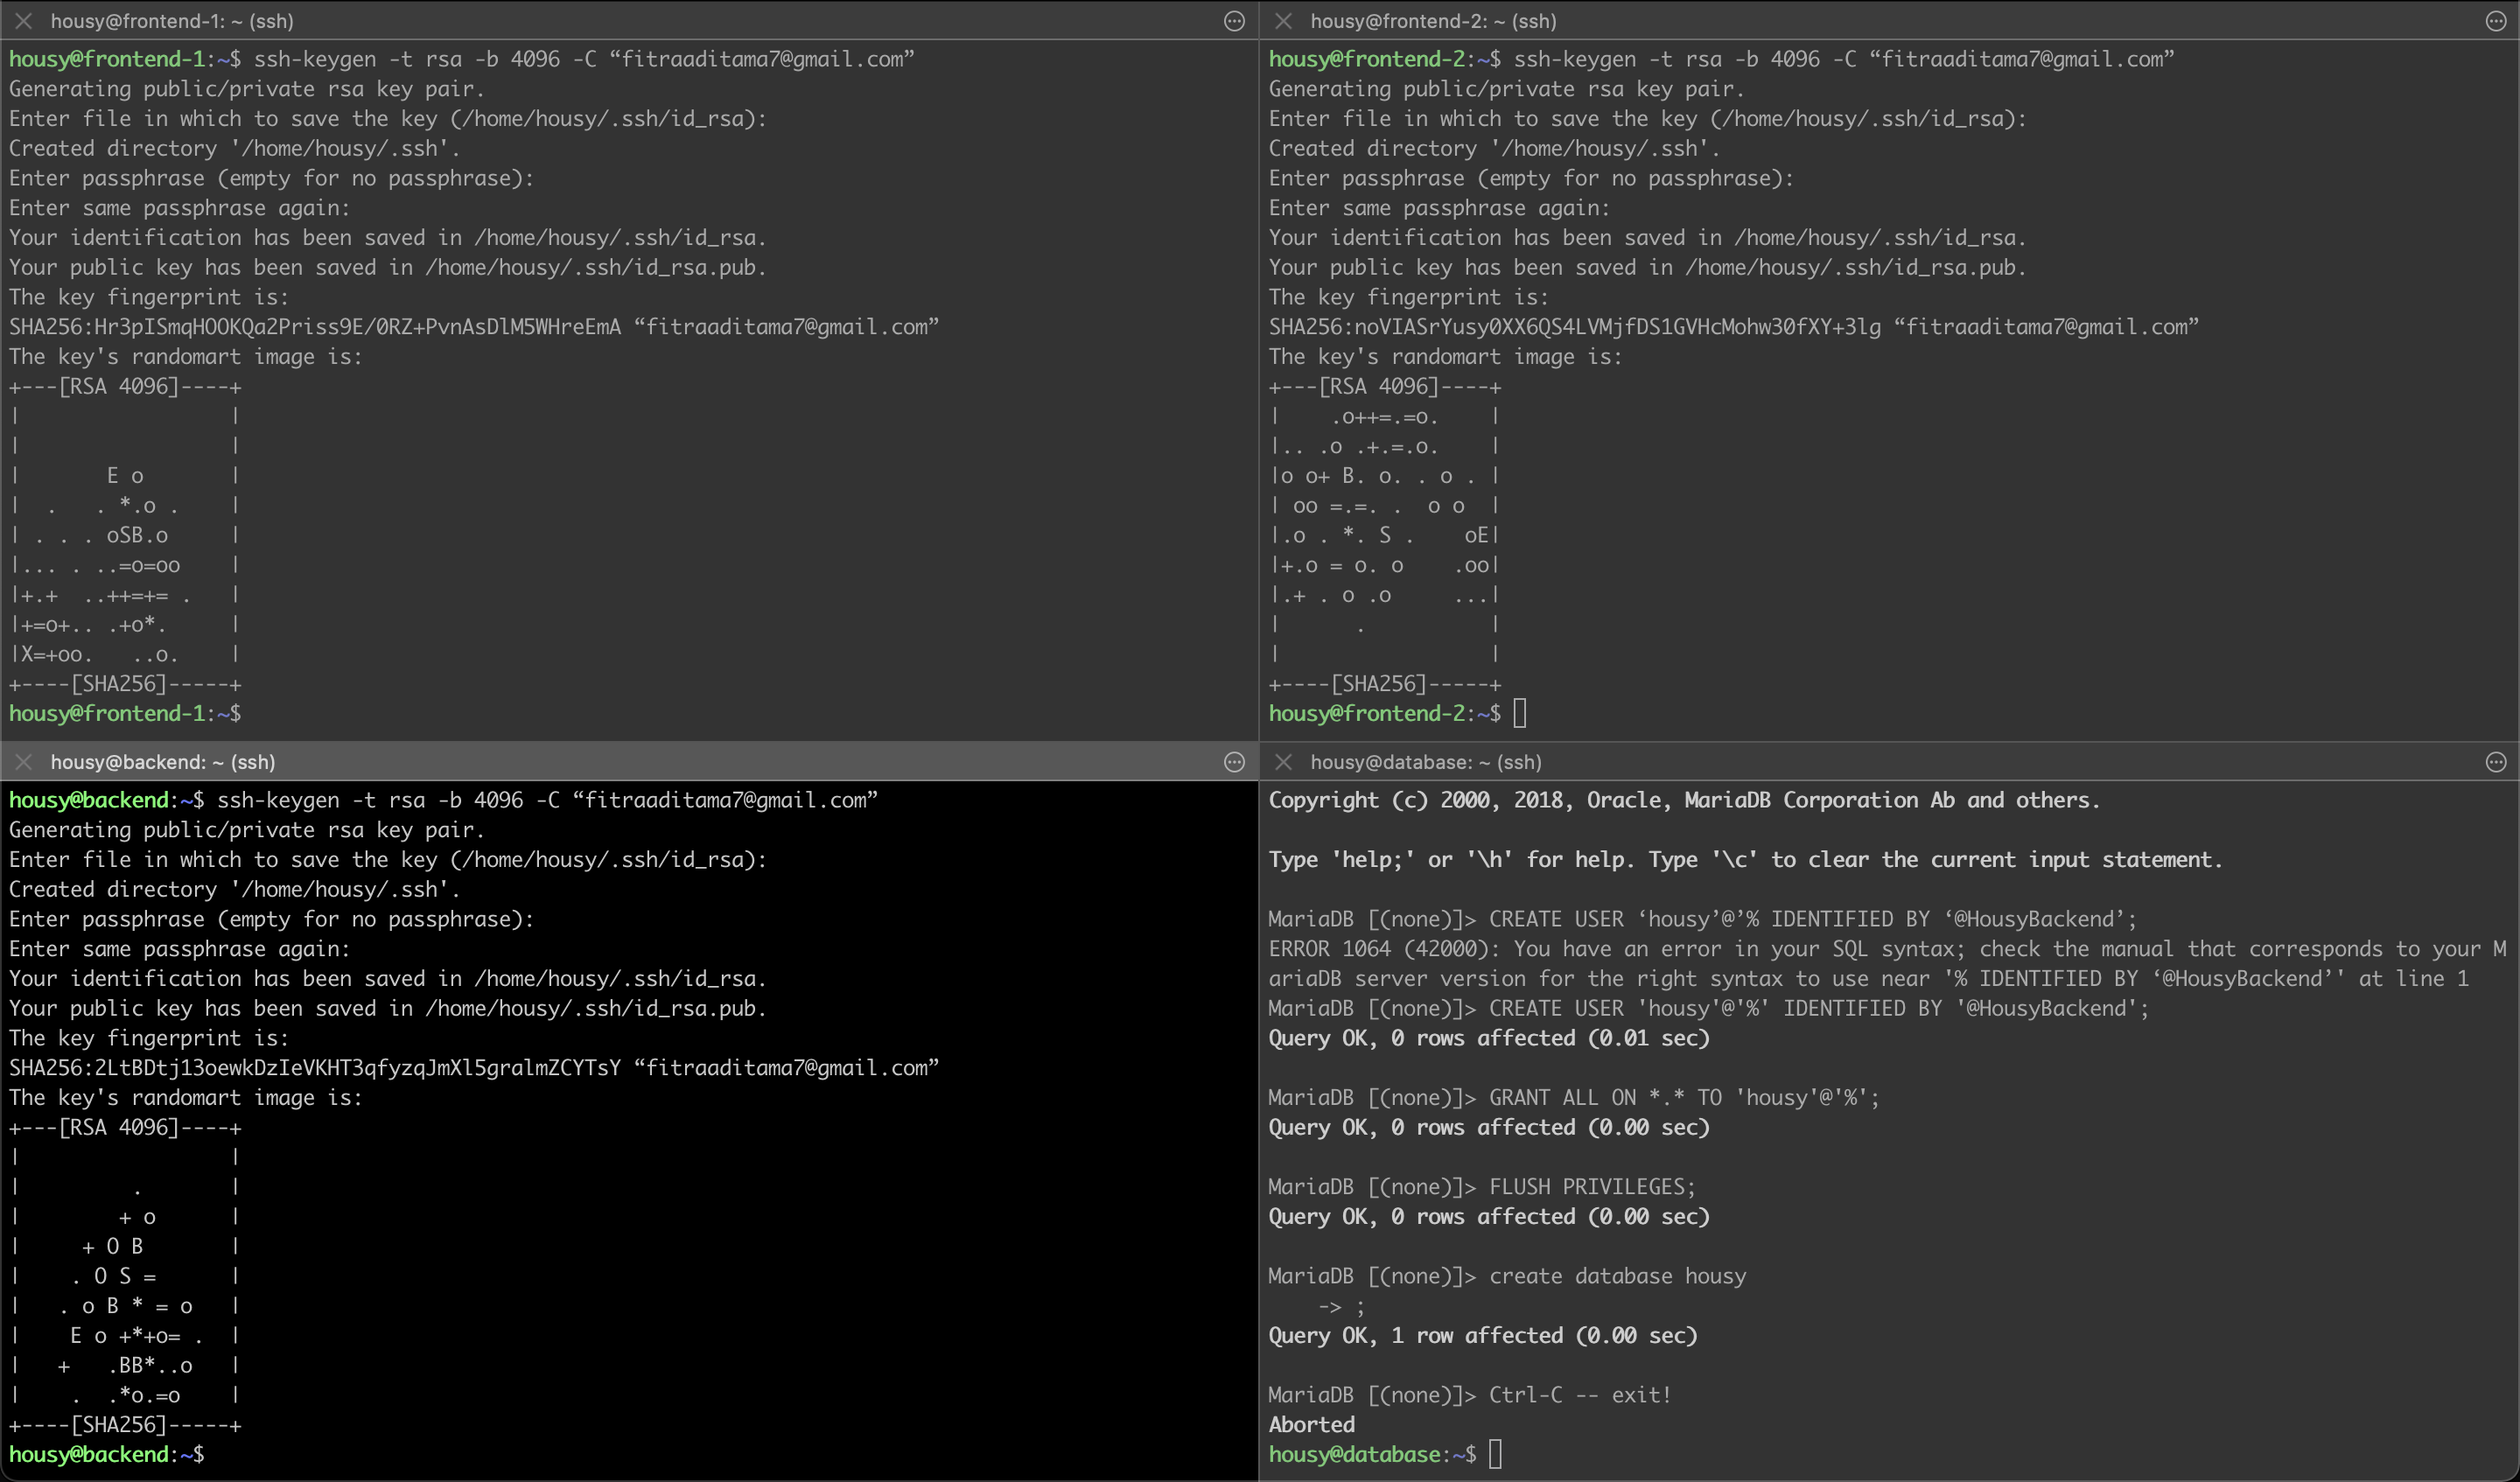 housy@frontend-1: ~ (ssh)
housy@frontend-1:~$ ssh-keygen -t rsa -b 4096 -C “fitraaditama7@gmail.com”
Generating public/private rsa key pair.
Enter file in which to save the key (/home/housy/.ssh/id_rsa):
Created directory '/home/housy/.ssh'.
Enter passphrase (empty for no passphrase):
Enter same passphrase again:
Your identification has been saved in /home/housy/.ssh/id_rsa.
Your public key has been saved in /home/housy/.ssh/id_rsa.pub.
The key fingerprint is:
SHA256:Hr3pISmqHOOKQa2Priss9E/0RZ+PvnAsDlM5WHreEmA “fitraaditama7@gmail.com”
The key's randomart image is:
+---[RSA 4096]----+
|                 |
|                 |
|       E o       |
|  .   . *.o .    |
| . . . oSB.o     |
|... . ..=o=oo    |
|+.+  ..++=+= .   |
|+=o+.. .+o*.     |
|X=+oo.   ..o.    |
+----[SHA256]-----+
housy@frontend-1:~$
housy@frontend-2: ~ (ssh)
housy@frontend-2:~$ ssh-keygen -t rsa -b 4096 -C “fitraaditama7@gmail.com”
Generating public/private rsa key pair.
Enter file in which to save the key (/home/housy/.ssh/id_rsa):
Created directory '/home/housy/.ssh'.
Enter passphrase (empty for no passphrase):
Enter same passphrase again:
Your identification has been saved in /home/housy/.ssh/id_rsa.
Your public key has been saved in /home/housy/.ssh/id_rsa.pub.
The key fingerprint is:
SHA256:noVIASrYusy0XX6QS4LVMjfDS1GVHcMohw30fXY+3lg “fitraaditama7@gmail.com”
The key's randomart image is:
+---[RSA 4096]----+
|    .o++=.=o.    |
|.. .o .+.=.o.    |
|o o+ B. o. . o . |
| oo =.=. .  o o  |
|.o . *. S .    oE|
|+.o = o. o    .oo|
|.+ . o .o     ...|
|      .          |
|                 |
+----[SHA256]-----+
housy@frontend-2:~$
housy@backend: ~ (ssh)
housy@backend:~$ ssh-keygen -t rsa -b 4096 -C “fitraaditama7@gmail.com”
Generating public/private rsa key pair.
Enter file in which to save the key (/home/housy/.ssh/id_rsa):
Created directory '/home/housy/.ssh'.
Enter passphrase (empty for no passphrase):
Enter same passphrase again:
Your identification has been saved in /home/housy/.ssh/id_rsa.
Your public key has been saved in /home/housy/.ssh/id_rsa.pub.
The key fingerprint is:
SHA256:2LtBDtj13oewkDzIeVKHT3qfyzqJmXl5gralmZCYTsY “fitraaditama7@gmail.com”
The key's randomart image is:
+---[RSA 4096]----+
|                 |
|         .       |
|        + o      |
|     + O B       |
|    . O S =      |
|   . o B * = o   |
|    E o +*+o= .  |
|   +   .BB*..o   |
|    .  .*o.=o    |
+----[SHA256]-----+
housy@backend:~$
housy@database: ~ (ssh)
Copyright (c) 2000, 2018, Oracle, MariaDB Corporation Ab and others.
Type 'help;' or '\h' for help. Type '\c' to clear the current input statement.
MariaDB [(none)]> CREATE USER ‘housy’@’% IDENTIFIED BY ‘@HousyBackend’;
ERROR 1064 (42000): You have an error in your SQL syntax; check the manual that corresponds to your M
ariaDB server version for the right syntax to use near '% IDENTIFIED BY ‘@HousyBackend’' at line 1
MariaDB [(none)]> CREATE USER 'housy'@'%' IDENTIFIED BY '@HousyBackend';
Query OK, 0 rows affected (0.01 sec)
MariaDB [(none)]> GRANT ALL ON *.* TO 'housy'@'%';
Query OK, 0 rows affected (0.00 sec)
MariaDB [(none)]> FLUSH PRIVILEGES;
Query OK, 0 rows affected (0.00 sec)
MariaDB [(none)]> create database housy
    -> ;
Query OK, 1 row affected (0.00 sec)
MariaDB [(none)]> Ctrl-C -- exit!
Aborted
housy@database:~$